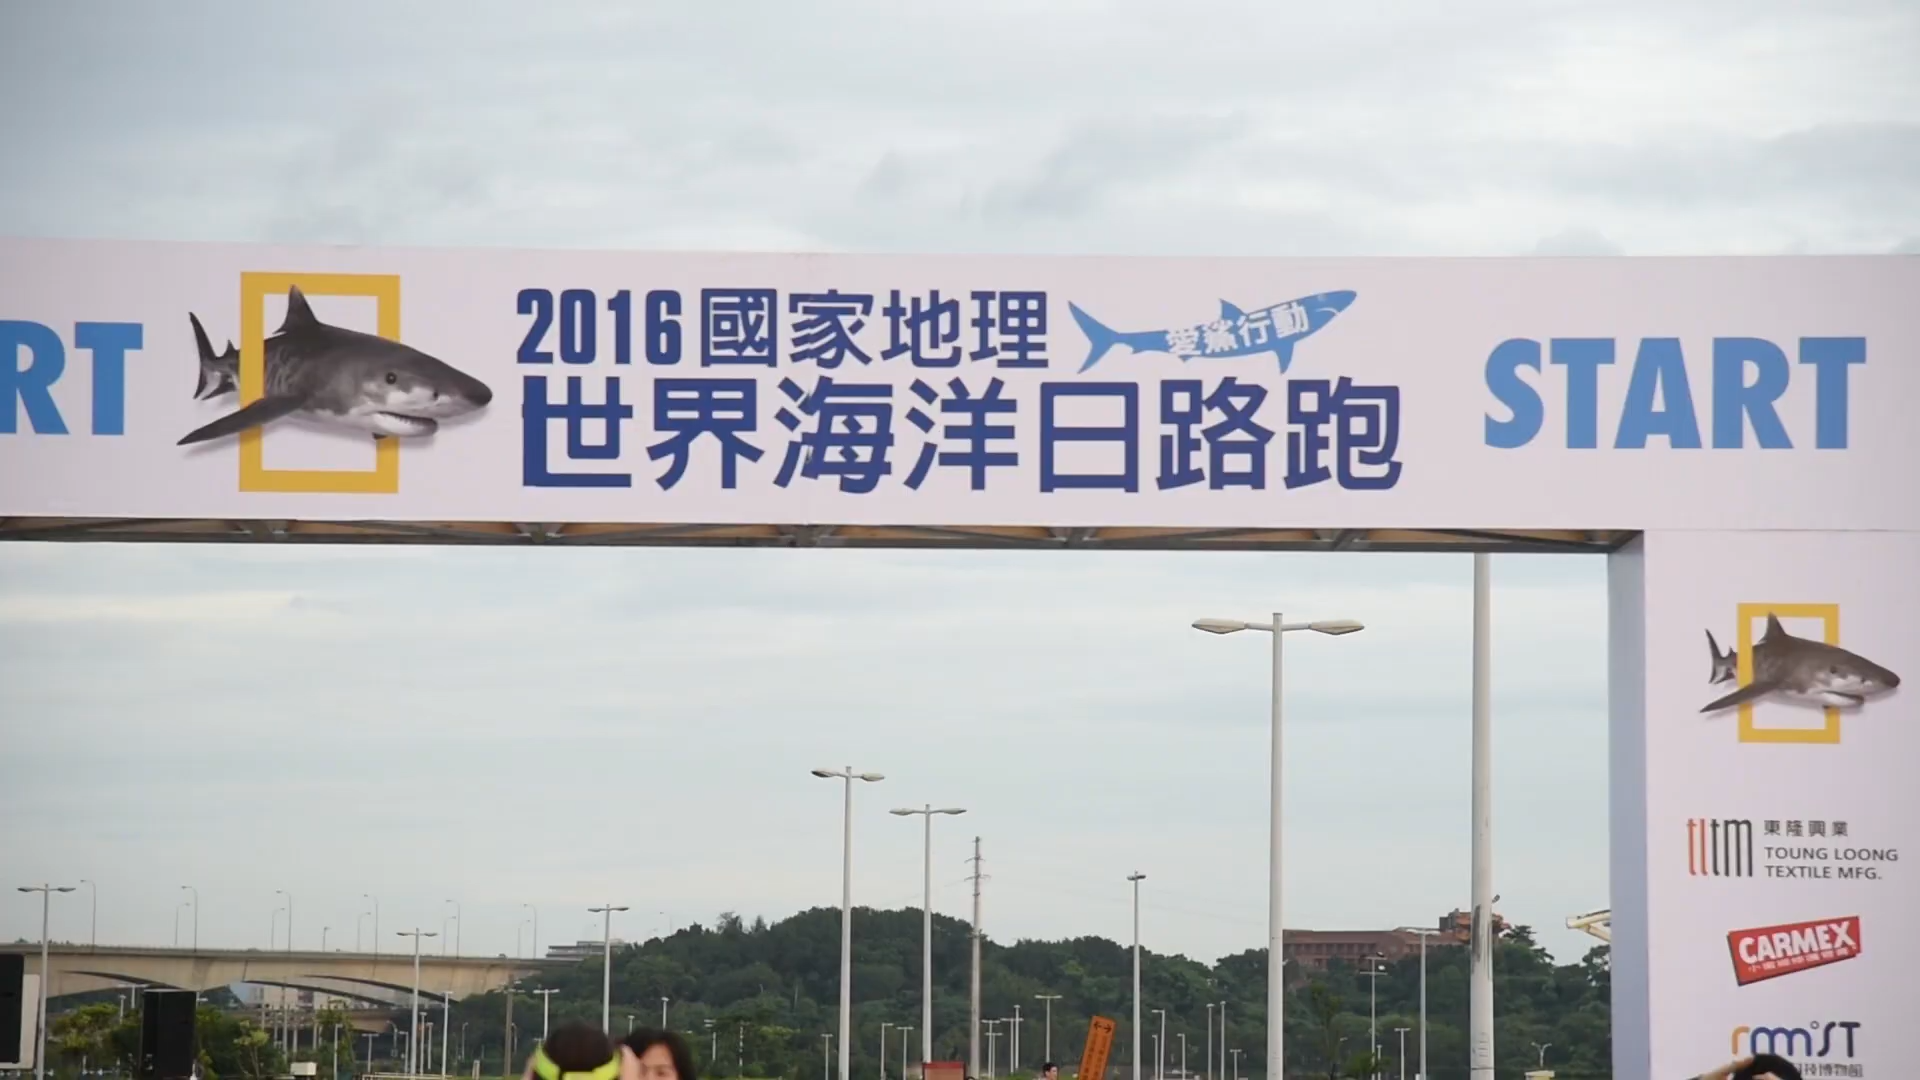 RT
2016國家地理
愛鯊行動
世界海洋日路跑
START
tltm
東隆興業
TOUNG LOONG
TEXTILE MFG.
CARMEX
nmmST